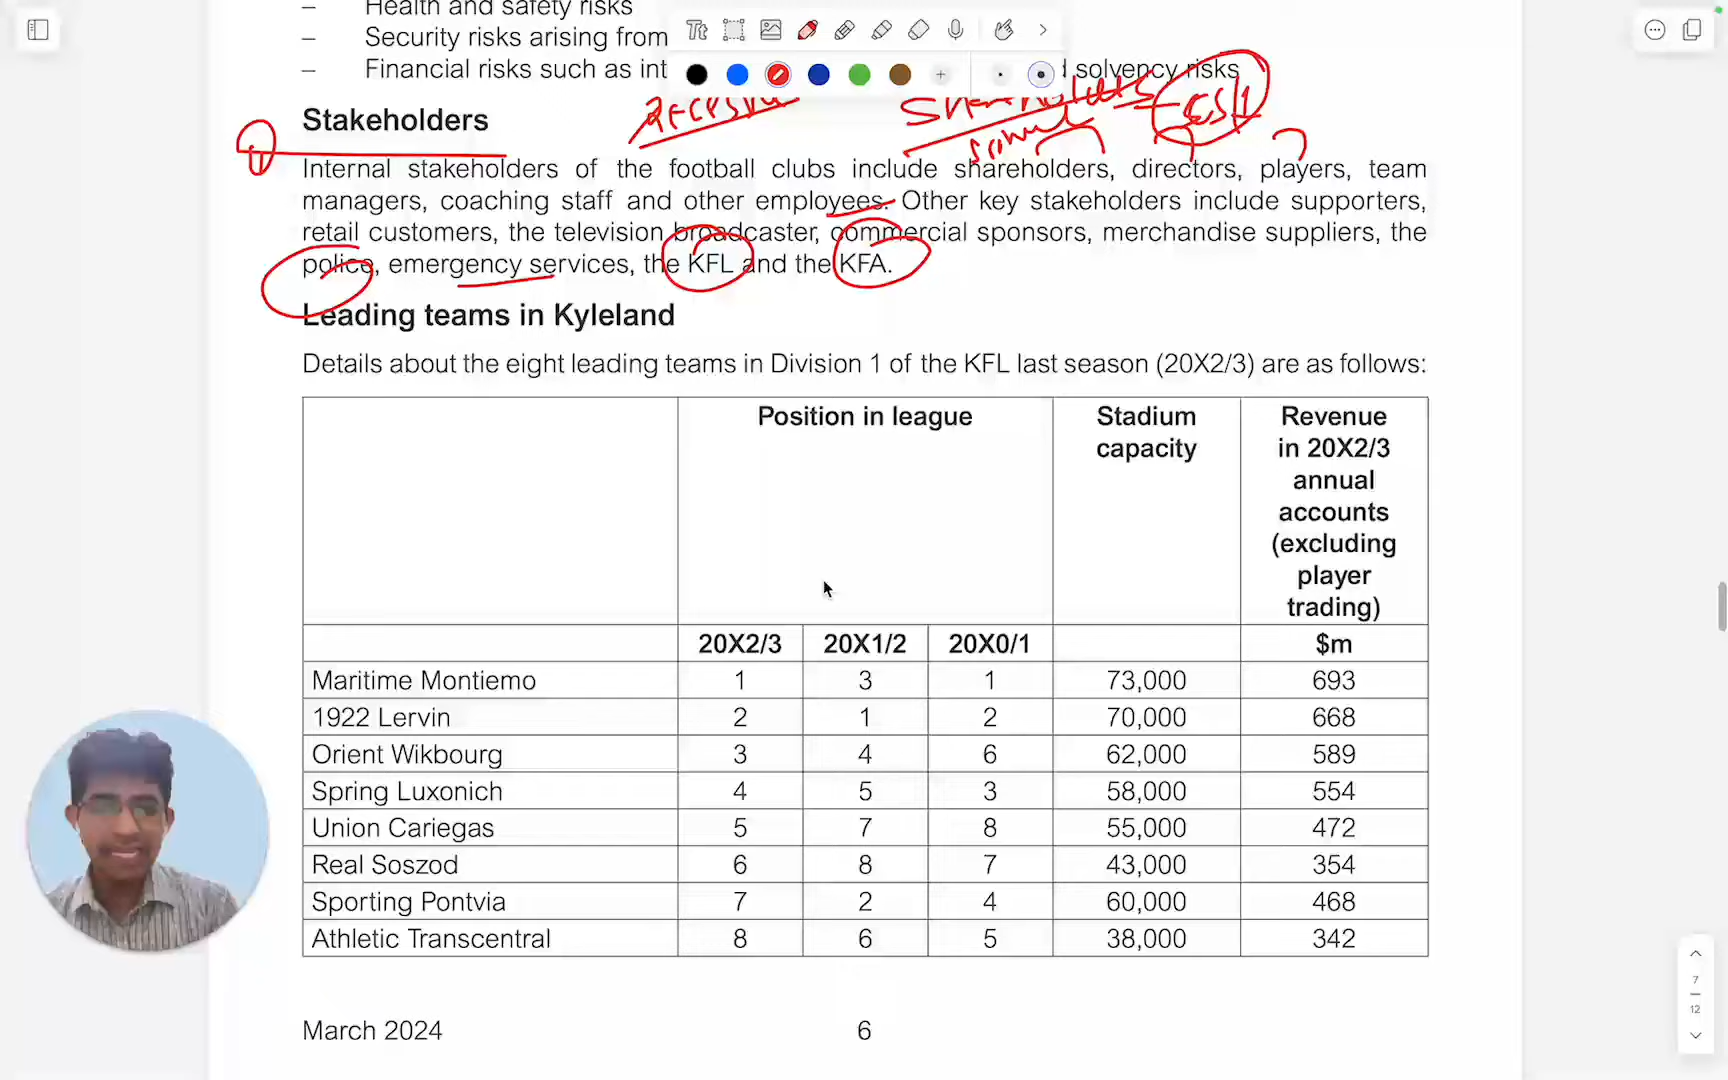 – Health and safety risks
– Security risks arising from
– Financial risks such as int d solvency risks
Tt
Stakeholders
Internal stakeholders of the football clubs include shareholders, directors, players, team
managers, coaching staff and other employees. Other key stakeholders include supporters,
retail customers, the television broadcaster, commercial sponsors, merchandise suppliers, the
police, emergency services, the KFL and the KFA.
Leading teams in Kyleland
Details about the eight leading teams in Division 1 of the KFL last season (20X2/3) are as follows:
Position in league Stadium capacity Revenue in 20X2/3 annual accounts (excluding player trading)
20X2/3 20X1/2 20X0/1 $m
Maritime Montiemo 1 3 1 73,000 693
1922 Lervin 2 1 2 70,000 668
Orient Wikbourg 3 4 6 62,000 589
Spring Luxonich 4 5 3 58,000 554
Union Cariegas 5 7 8 55,000 472
Real Soszod 6 8 7 43,000 354
Sporting Pontvia 7 2 4 60,000 468
Athletic Transcentral 8 6 5 38,000 342
March 2024 6
7
12